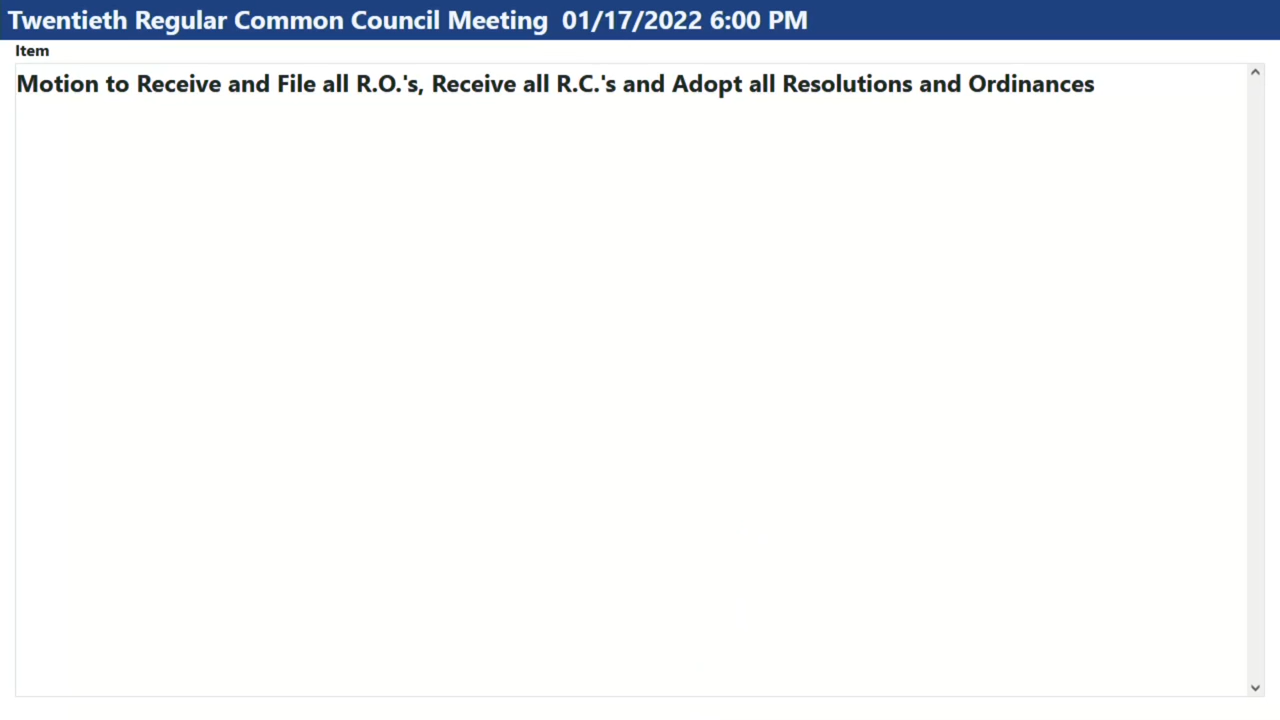 Twentieth Regular Common Council Meeting 01/17/2022 6:00 PM
Item
Motion to Receive and File all R.O.'s, Receive all R.C.'s and Adopt all Resolutions and Ordinances